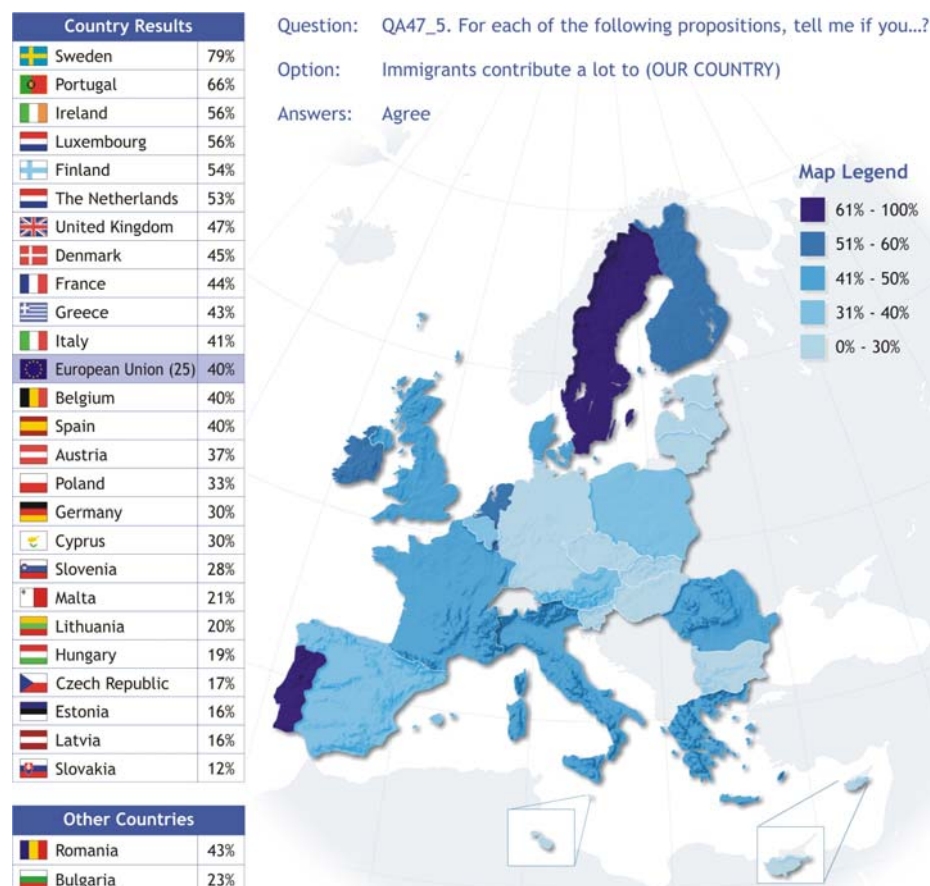 Country Results
Sweden 79%
Portugal 66%
Ireland 56%
Luxembourg 56%
Finland 54%
The Netherlands 53%
United Kingdom 47%
Denmark 45%
France 44%
Greece 43%
Italy 41%
European Union (25) 40%
Belgium 40%
Spain 40%
Austria 37%
Poland 33%
Germany 30%
Cyprus 30%
Slovenia 28%
Malta 21%
Lithuania 20%
Hungary 19%
Czech Republic 17%
Estonia 16%
Latvia 16%
Slovakia 12%
Other Countries
Romania 43%
Bulgaria 23%
Question: QA47_5. For each of the following propositions, tell me if you...?
Option: Immigrants contribute a lot to (OUR COUNTRY)
Answers: Agree
Map Legend
61% - 100%
51% - 60%
41% - 50%
31% - 40%
0% - 30%